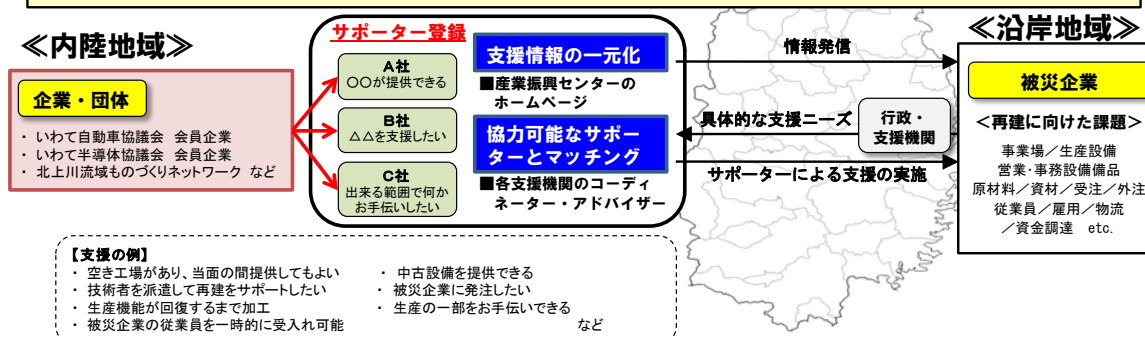 ≪内陸地域≫
企業・団体
・ いわて自動車協議会 会員企業
・ いわて半導体協議会 会員企業
・ 北上川流域ものづりネットワーク など
サポーター登録
A社
〇〇が提供できる
B社
△△を支援したい
C社
出来る範囲で何か
お手伝いしたい
支援情報の一元化
■産業振興センターの
ホームページ
協力可能なサポー
ターとマッチング
■各支援機関のコーディ
ネーター・アドバイザー
情報発信
具体的な支援ニーズ
行政・
支援機関
サポーターによる支援の実施
≪沿岸地域≫
被災企業
＜再建に向けた課題＞
事業場／生産設備
営業・事務設備備品
原材料／資材／受注／外注
従業員／雇用／物流
／資金調達 etc.
【支援の例】
・ 空き工場があり、当面の間提供してもよい
・ 技術者を派遣して再建をサポートしたい
・ 生産機能が回復するまで加工
・ 被災企業の従業員を一時的に受入れ可能
・ 中古設備を提供できる
・ 被災企業に発注したい
・ 生産の一部をお手伝いできる
など